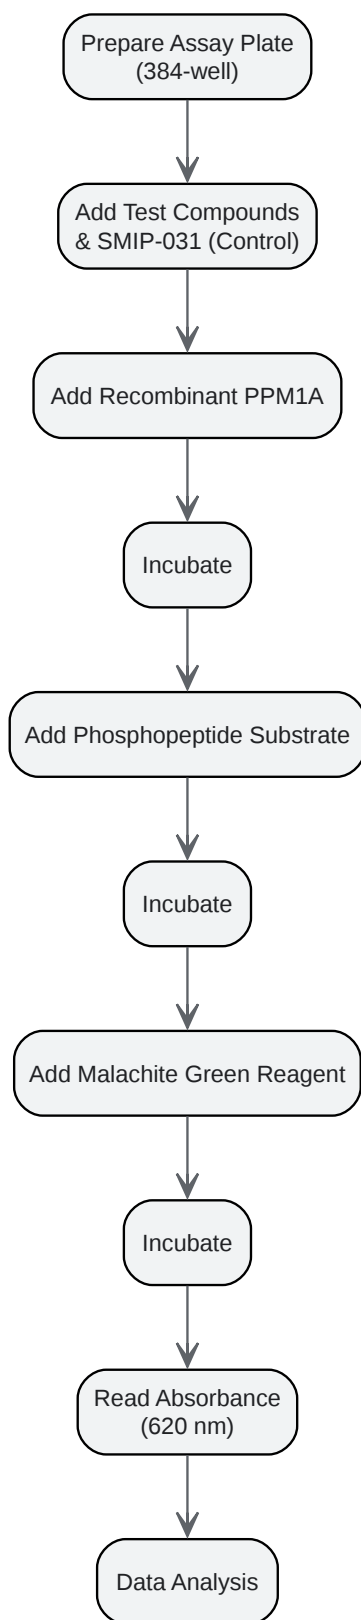 Prepare Assay Plate
(384-well)
Add Test Compounds
& SMIP-031 (Control)
Add Recombinant PPM1A
Incubate
Add Phosphopeptide Substrate
Incubate
Add Malachite Green Reagent
Incubate
Read Absorbance
(620 nm)
Data Analysis